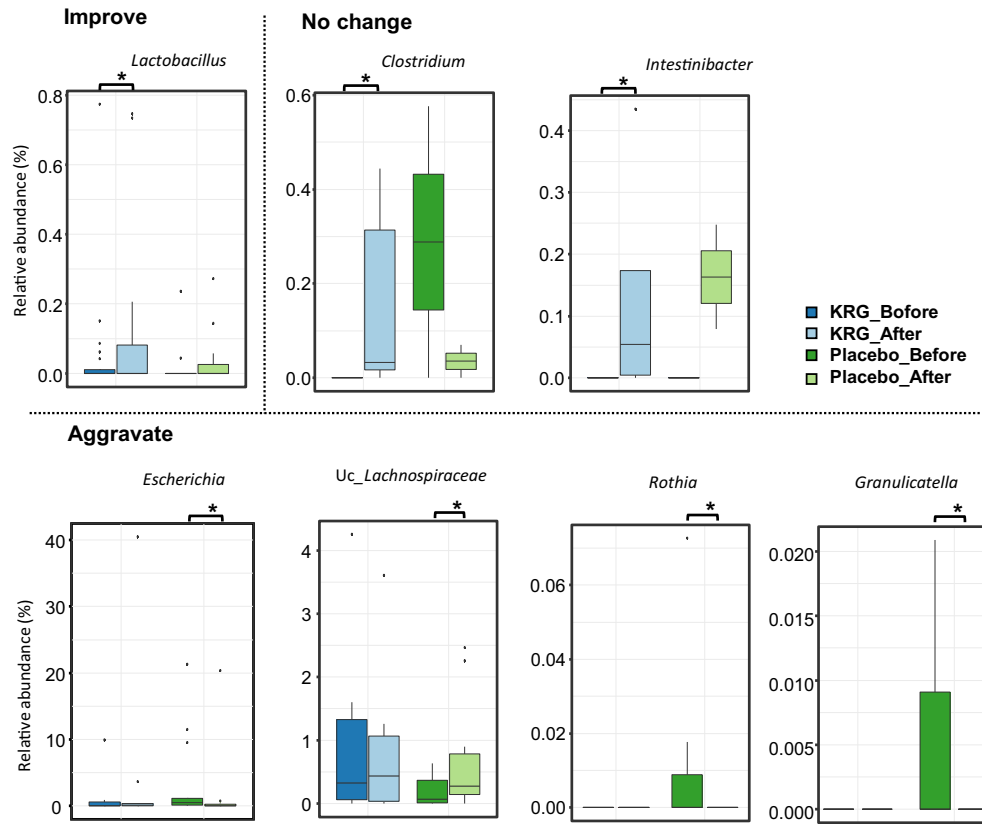 Improve
No change
Lactobacillus
Clostridium
Intestinibacter
*
*
*
Relative abundance (%)
0.8
0.6
0.4
0.2
0.0
0.6
0.4
0.2
0.0
0.4
0.3
0.2
0.1
0.0
KRG_Bofore
KRG_After
Placebo_Before
Placebo_After
Aggravate
Escherichia
Uc_Lachnospiraceae
Rothia
Granulicatella
*
*
*
*
Relative abundance (%)
40
30
20
10
0
4
3
2
1
0
0.06
0.04
0.02
0.00
0.020
0.015
0.010
0.005
0.000